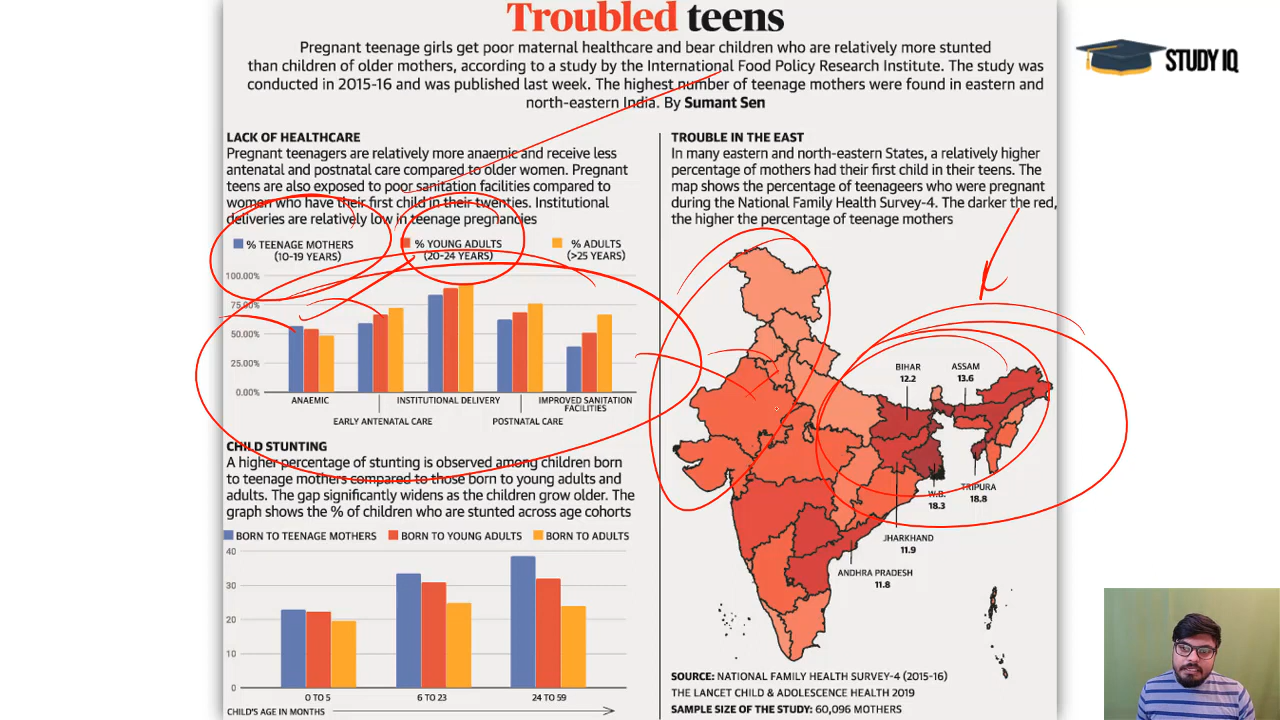 Troubled teens
Pregnant teenage girls get poor maternal healthcare and bear children who are relatively more stunted
than children of older mothers, according to a study by the International Food Policy Research Institute. The study was
conducted in 2015-16 and was published last week. The highest number of teenage mothers were found in eastern and
north-eastern India. By Sumant Sen
STUDY IQ
LACK OF HEALTHCARE
Pregnant teenagers are relatively more anaemic and receive less
antenatal and postnatal care compared to older women. Pregnant
teens are also exposed to poor sanitation facilities compared to
women who have their first child in their twenties. Institutional
deliveries are relatively low in teenage pregnancies
% TEENAGE MOTHERS
(10-19 YEARS)
% YOUNG ADULTS
(20-24 YEARS)
% ADULTS
(>25 YEARS)
100.00%
75.00%
50.00%
25.00%
0.00%
ANAEMIC
EARLY ANTENATAL CARE
INSTITUTIONAL DELIVERY
POSTNATAL CARE
IMPROVED SANITATION
FACILITIES
CHILD STUNTING
A higher percentage of stunting is observed among children born
to teenage mothers compared to those born to young adults and
adults. The gap significantly widens as the children grow older. The
graph shows the % of children who are stunted across age cohorts
BORN TO TEENAGE MOTHERS
BORN TO YOUNG ADULTS
BORN TO ADULTS
40
30
20
10
0
0 TO 5
6 TO 23
24 TO 59
CHILD'S AGE IN MONTHS
TROUBLE IN THE EAST
In many eastern and north-eastern States, a relatively higher
percentage of mothers had their first child in their teens. The
map shows the percentage of teenageers who were pregnant
during the National Family Health Survey-4. The darker the red,
the higher the percentage of teenage mothers
BIHAR
12.2
ASSAM
13.6
TRIPURA
18.8
W.B.
18.3
JHARKHAND
11.9
ANDHRA PRADESH
11.8
SOURCE: NATIONAL FAMILY HEALTH SURVEY-4 (2015-16)
THE LANCET CHILD & ADOLESCENCE HEALTH 2019
SAMPLE SIZE OF THE STUDY: 60,096 MOTHERS